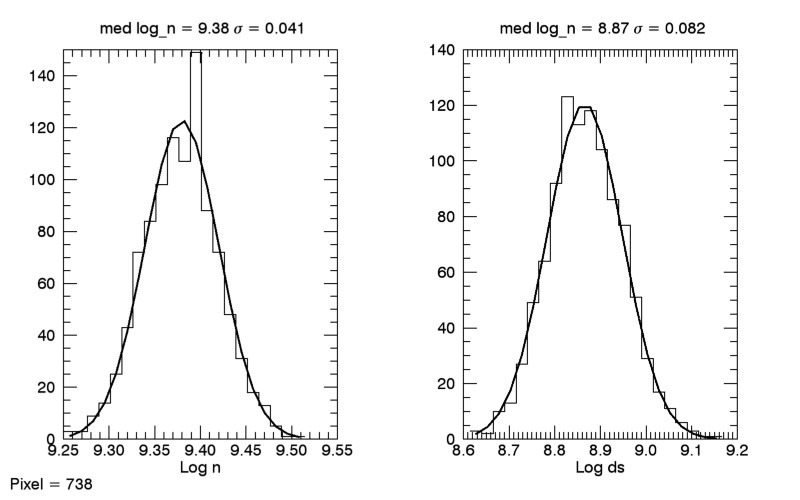 med log_n = 9.38 σ = 0.041
med log_n = 8.87 σ = 0.082
140
120
100
80
60
40
20
0
9.25 9.30 9.35 9.40 9.45 9.50 9.55
Log n
140
120
100
80
60
40
20
0
8.6 8.7 8.8 8.9 9.0 9.1 9.2
Log ds
Pixel = 738